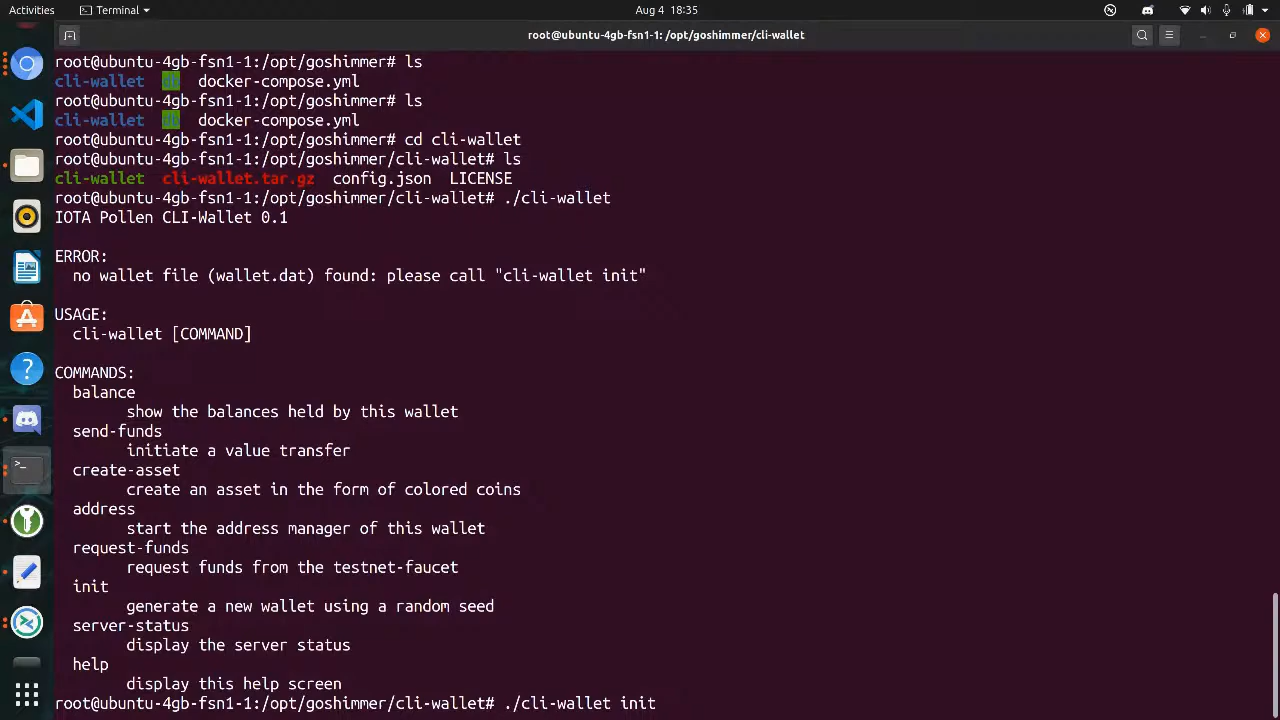 Activities Terminal Aug 4 18:35
root@ubuntu-4gb-fsn1-1: /opt/goshimmer/cli-wallet
root@ubuntu-4gb-fsn1-1:/opt/goshimmer# ls
cli-wallet db docker-compose.yml
root@ubuntu-4gb-fsn1-1:/opt/goshimmer# ls
cli-wallet db docker-compose.yml
root@ubuntu-4gb-fsn1-1:/opt/goshimmer# cd cli-wallet
root@ubuntu-4gb-fsn1-1:/opt/goshimmer/cli-wallet# ls
cli-wallet cli-wallet.tar.gz config.json LICENSE
root@ubuntu-4gb-fsn1-1:/opt/goshimmer/cli-wallet# ./cli-wallet
IOTA Pollen CLI-Wallet 0.1
ERROR:
no wallet file (wallet.dat) found: please call "cli-wallet init"
USAGE:
cli-wallet [COMMAND]
COMMANDS:
balance
show the balances held by this wallet
send-funds
initiate a value transfer
create-asset
create an asset in the form of colored coins
address
start the address manager of this wallet
request-funds
request funds from the testnet-faucet
init
generate a new wallet using a random seed
server-status
display the server status
help
display this help screen
root@ubuntu-4gb-fsn1-1:/opt/goshimmer/cli-wallet# ./cli-wallet init